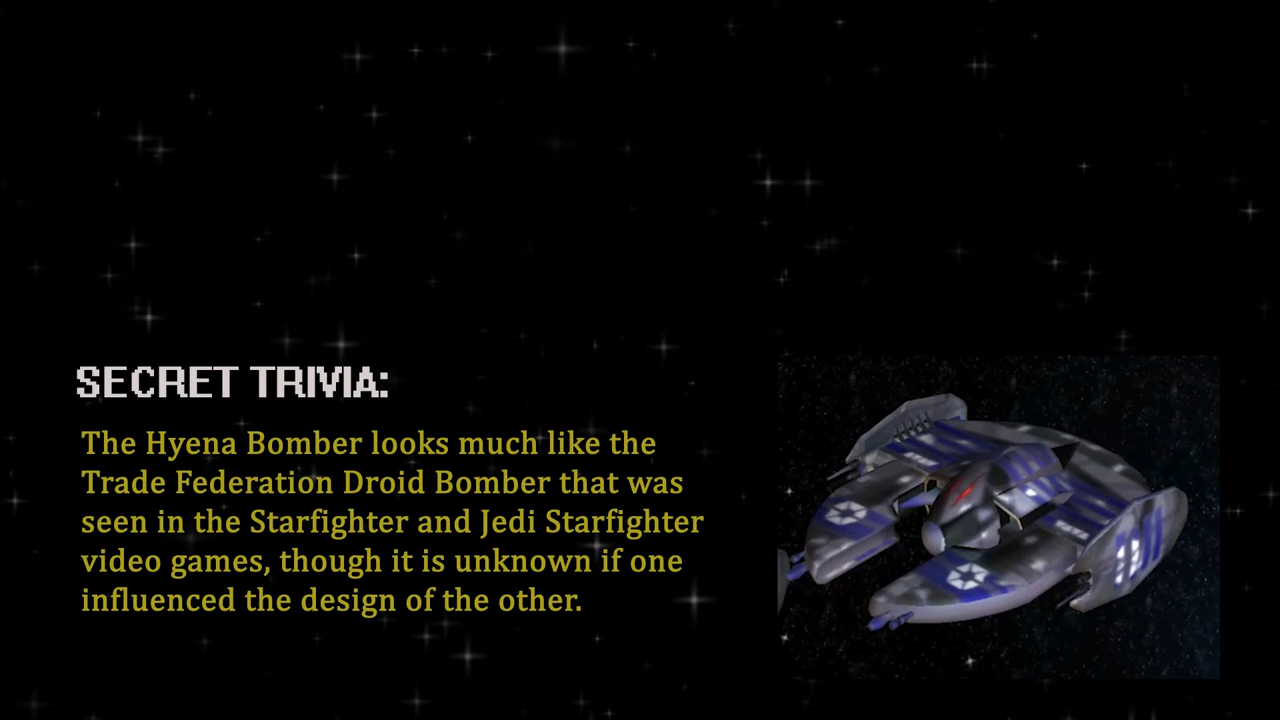 SECRET TRIVIA:
The Hyena Bomber looks much like the
Trade Federation Droid Bomber that was
seen in the Starfighter and Jedi Starfighter
video games, though it is unknown if one
influenced the design of the other.